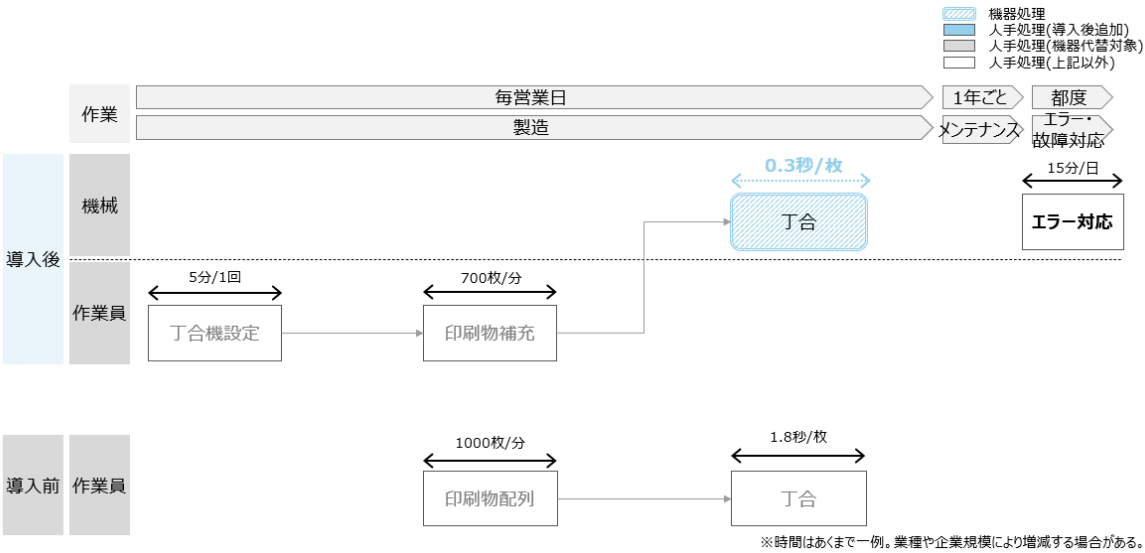 機器処理
人手処理(導入後追加)
人手処理(機器代替対象)
人手処理(上記以外)
作業
毎営業日
1年ごと
都度
製造
メンテナンス
エラー・
故障対応
導入後
機械
0.3秒/枚
丁合
15分/日
エラー対応
作業員
5分/1回
丁合機設定
700枚/分
印刷物補充
導入前
作業員
1000枚/分
印刷物配列
1.8秒/枚
丁合
※時間はあくまで一例。業種や企業規模により増減する場合がある。